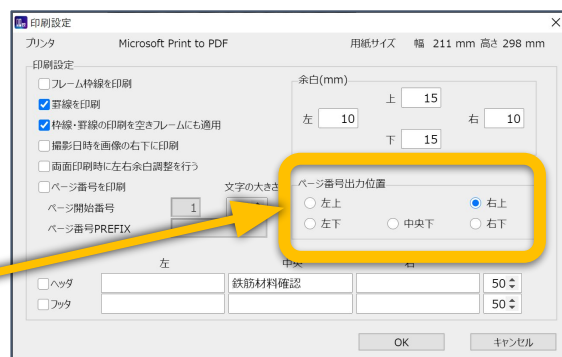 印刷設定
プリンタ Microsoft Print to PDF 用紙サイズ 幅 211 mm 高さ 298 mm
印刷設定
フレーム枠線を印刷
罫線を印刷
枠線・罫線の印刷を空きフレームにも適用
撮影日時を画像の右下に印刷
両面印刷時に左右余白調整を行う
ページ番号を印刷 文字の大きさ
ページ開始番号 1
ページ番号PREFIX
余白(mm)
上 15
左 10 右 10
下 15
ページ番号出力位置
左上 右上
左下 中央下 右下
左 中央 右
ヘッダ 鉄筋材料確認 50
フッタ 50
OK キャンセル